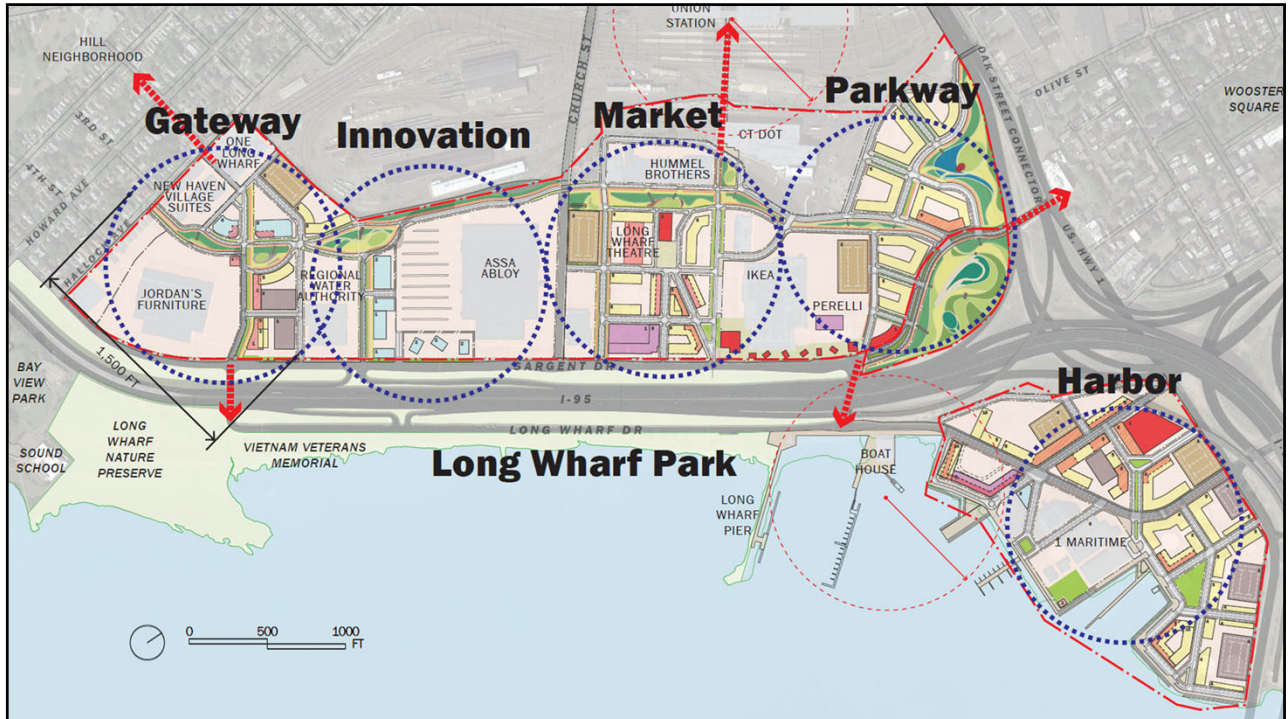 UNION
STATION
HILL
NEIGHBORHOOD
CHURCH ST
OAK STREET CONNECTOR
OLIVE ST
WOOSTER
SQUARE
Gateway
Innovation
Market
Parkway
3RD ST
4TH ST
HOWARD AVE
HALLOCK AVE
ONE
LONG
WHARF
NEW HAVEN
VILLAGE
SUITES
CT DOT
HUMMEL
BROTHERS
LONG
WHARF
THEATRE
US. HWY 1
JORDAN'S
FURNITURE
REGIONAL
WATER
AUTHORITY
ASSA
ABLOY
IKEA
PERELLI
1,500 FT
SARGENT DR
I-95
LONG WHARF DR
BAY
VIEW
PARK
SOUND
SCHOOL
LONG
WHARF
NATURE
PRESERVE
VIETNAM VETERANS
MEMORIAL
Long Wharf Park
Harbor
BOAT
HOUSE
LONG
WHARF
PIER
1 MARITIME
0 500 1000
FT